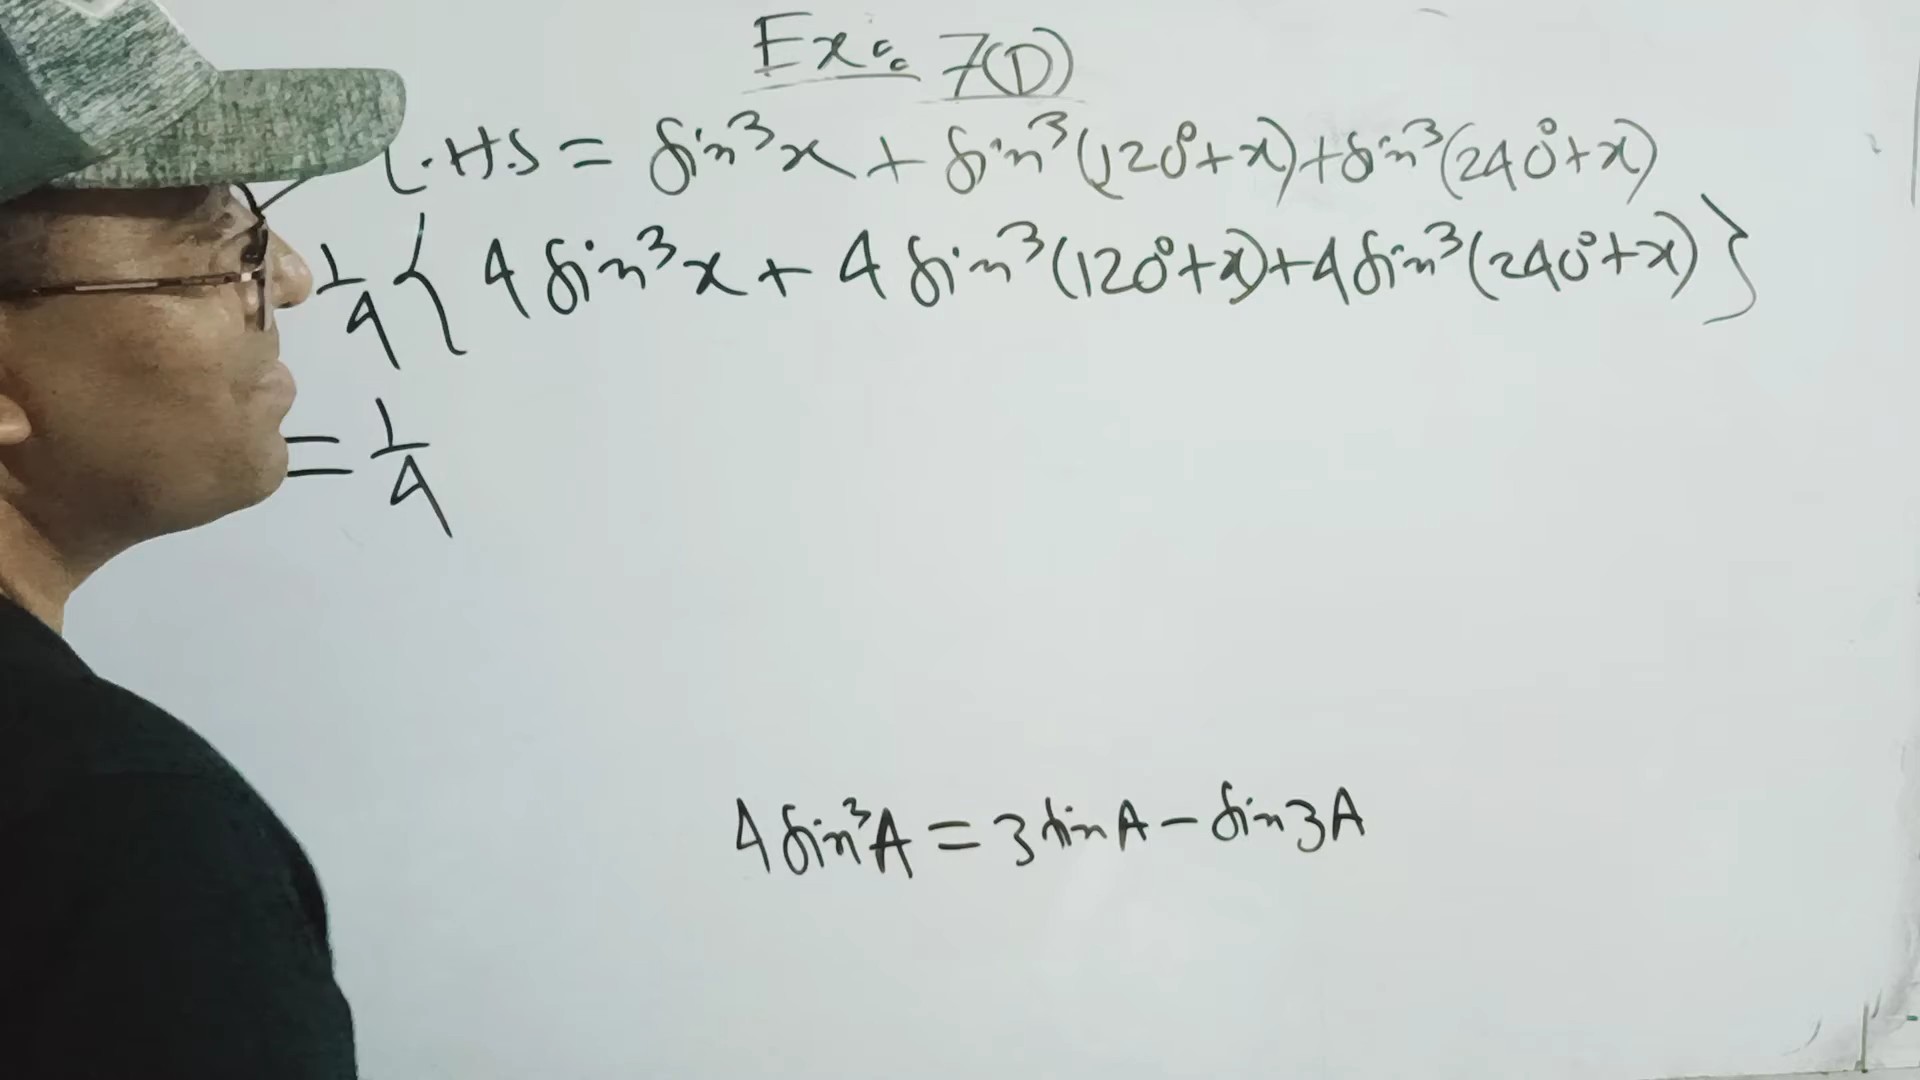 Ex: 7(D)
L.H.S = sin³x + sin³(120°+x)+sin³(240°+x)
1/4 { 4 sin³x + 4 sin³(120°+x)+4 sin³(240°+x) }
= 1/4
4 sin³A = 3 sin A − sin 3A